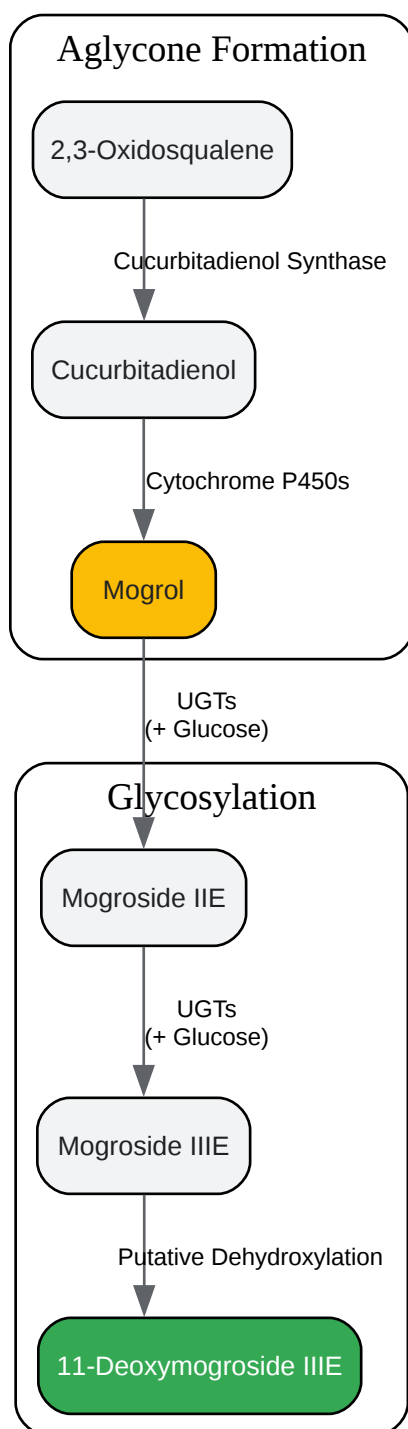 Aglycone Formation
2,3-Oxidosqualene
Cucurbitadienol Synthase
Cucurbitadienol
Cytochrome P450s
Mogrol
UGTs
(+ Glucose)
Glycosylation
Mogroside IIE
UGTs
(+ Glucose)
Mogroside IIIE
Putative Dehydroxylation
11-Deoxymogroside IIIE